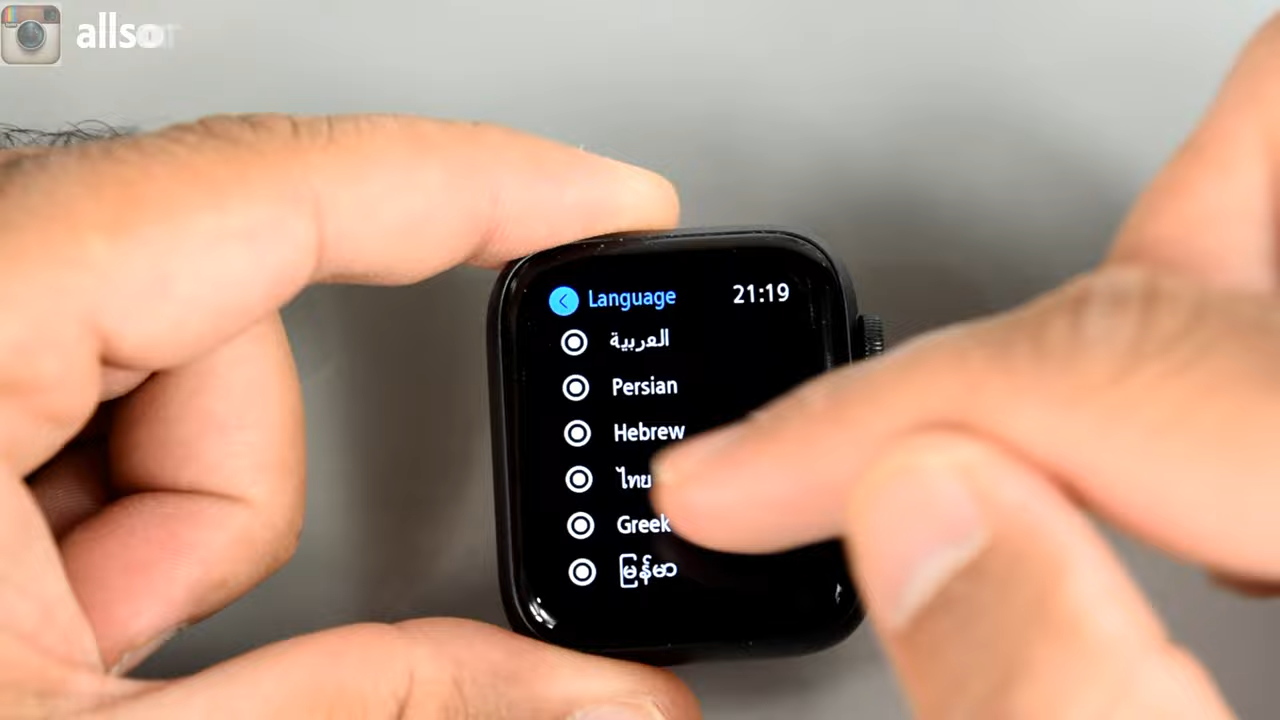 allso
Language 21:19
العربية
Persian
Hebrew
ไทย
Greek
မြန်မာ